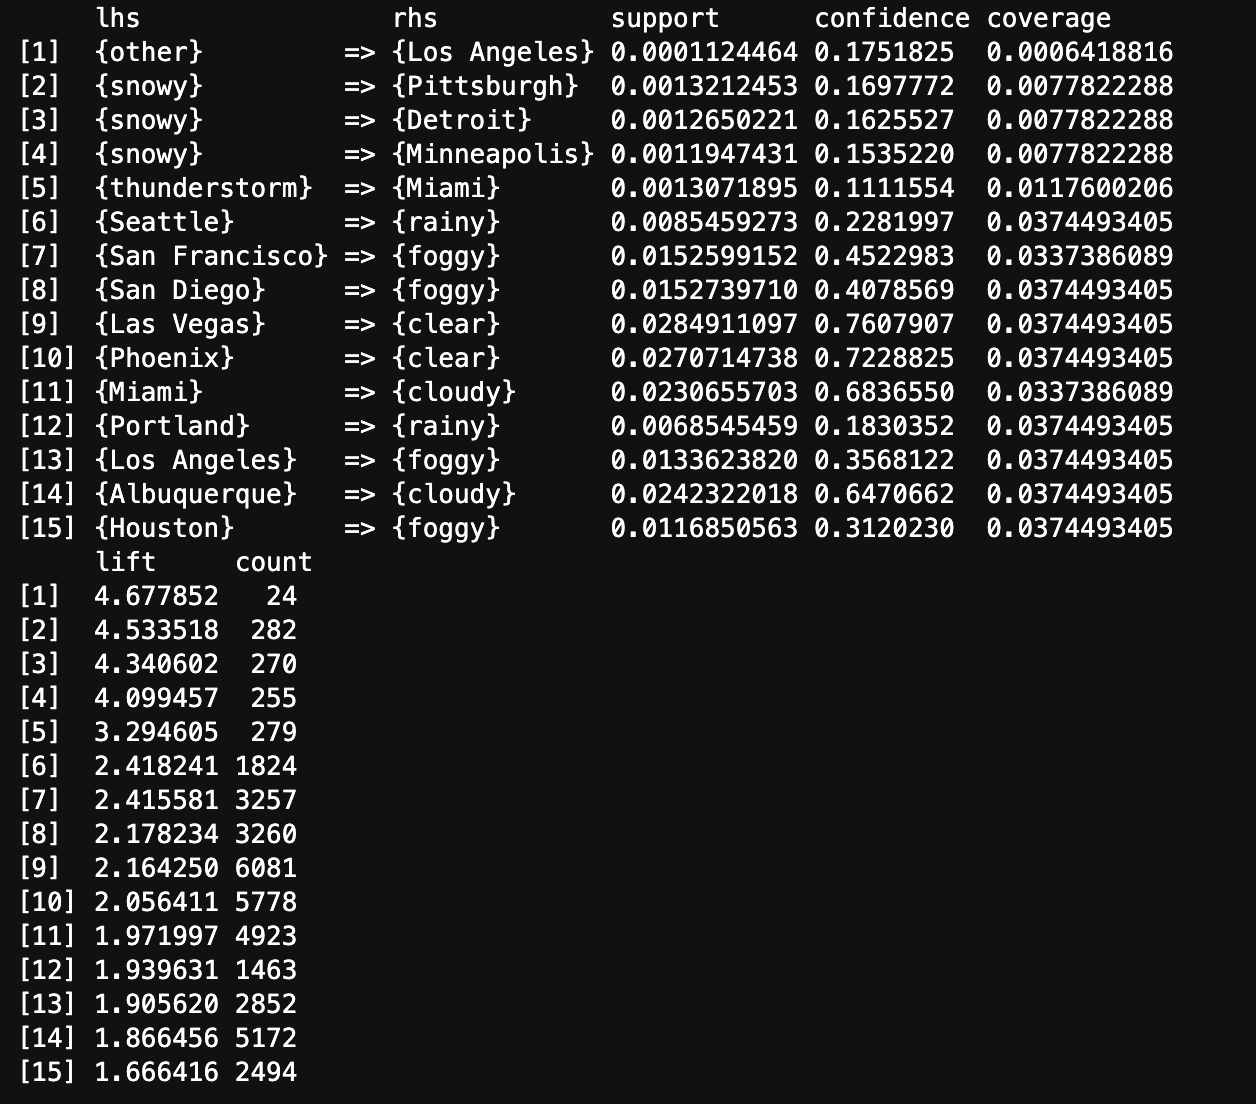 lhs rhs support confidence coverage
[1] {other} => {Los Angeles} 0.0001124464 0.1751825 0.0006418816
[2] {snowy} => {Pittsburgh} 0.0013212453 0.1697772 0.0077822288
[3] {snowy} => {Detroit} 0.0012650221 0.1625527 0.0077822288
[4] {snowy} => {Minneapolis} 0.0011947431 0.1535220 0.0077822288
[5] {thunderstorm} => {Miami} 0.0013071895 0.1111554 0.0117600206
[6] {Seattle} => {rainy} 0.0085459273 0.2281997 0.0374493405
[7] {San Francisco} => {foggy} 0.0152599152 0.4522983 0.0337386089
[8] {San Diego} => {foggy} 0.0152739710 0.4078569 0.0374493405
[9] {Las Vegas} => {clear} 0.0284911097 0.7607907 0.0374493405
[10] {Phoenix} => {clear} 0.0270714738 0.7228825 0.0374493405
[11] {Miami} => {cloudy} 0.0230655703 0.6836550 0.0337386089
[12] {Portland} => {rainy} 0.0068545459 0.1830352 0.0374493405
[13] {Los Angeles} => {foggy} 0.0133623820 0.3568122 0.0374493405
[14] {Albuquerque} => {cloudy} 0.0242322018 0.6470662 0.0374493405
[15] {Houston} => {foggy} 0.0116850563 0.3120230 0.0374493405
lift count
[1] 4.677852 24
[2] 4.533518 282
[3] 4.340602 270
[4] 4.099457 255
[5] 3.294605 279
[6] 2.418241 1824
[7] 2.415581 3257
[8] 2.178234 3260
[9] 2.164250 6081
[10] 2.056411 5778
[11] 1.971997 4923
[12] 1.939631 1463
[13] 1.905620 2852
[14] 1.866456 5172
[15] 1.666416 2494